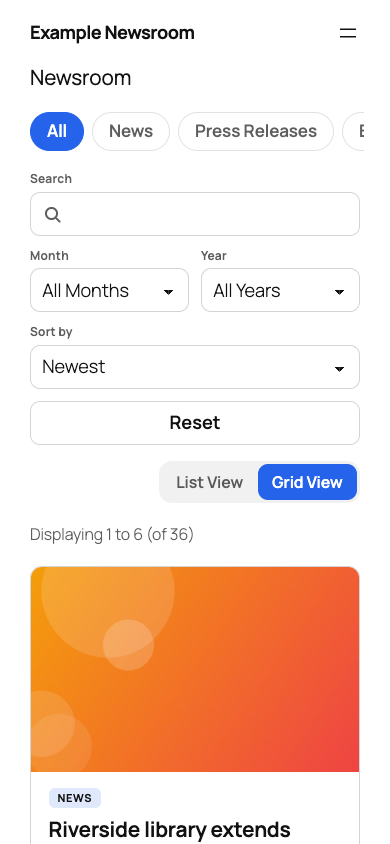 Example Newsroom
Newsroom
All
News
Press Releases
Search
Month
Year
All Months
All Years
Sort by
Newest
Reset
List View
Grid View
Displaying 1 to 6 (of 36)
NEWS
Riverside library extends